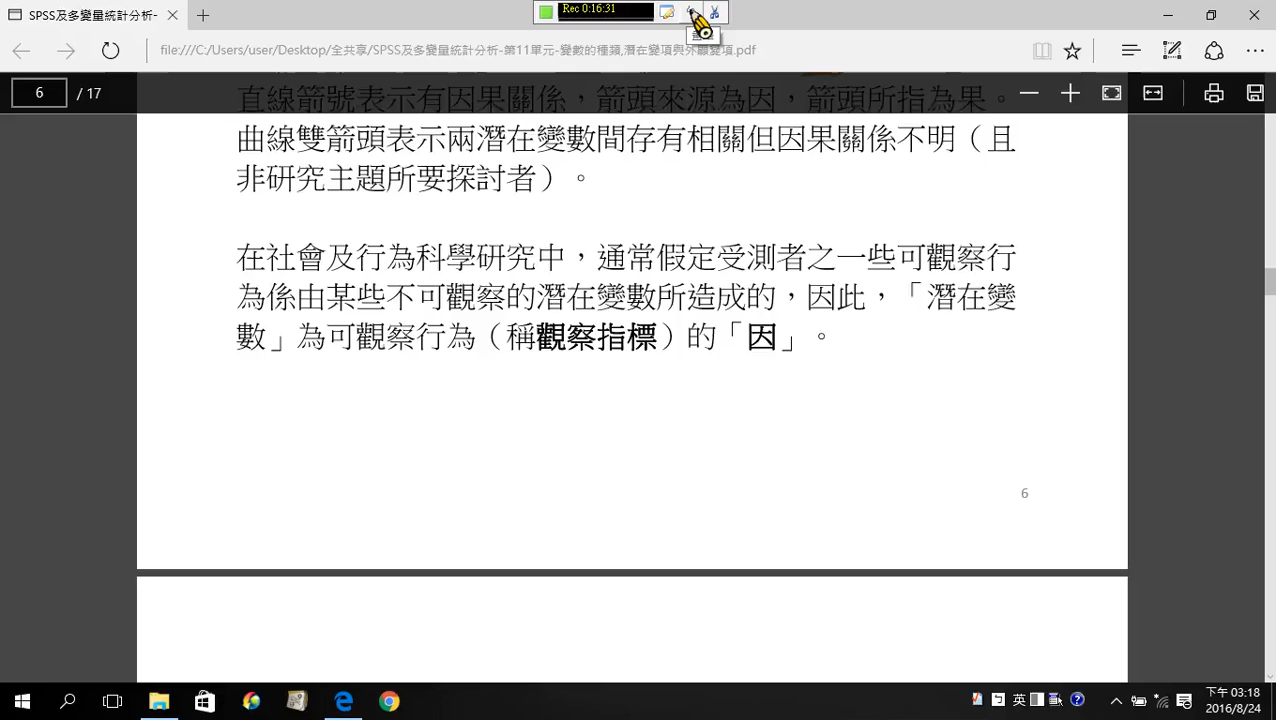 Rec 0:16:31
SPSS及多變量統計分析-
file:///C:/Users/user/Desktop/全共享/SPSS及多變量統計分析-第11單元-變數的種類,潛在變項與外顯變項.pdf
6 / 17
直線箭號表示有因果關係，箭頭來源為因，箭頭所指為果。
曲線雙箭頭表示兩潛在變數間存有相關但因果關係不明（且
非研究主題所要探討者）。
在社會及行為科學研究中，通常假定受測者之一些可觀察行
為係由某些不可觀察的潛在變數所造成的，因此，「潛在變
數」為可觀察行為（稱觀察指標）的「因」。
6
英
下午 03:18
2016/8/24